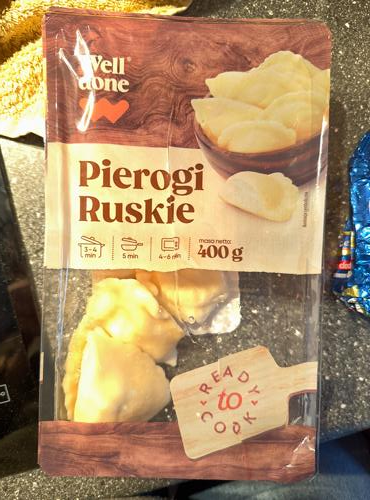 Well
done
Pierogi
Ruskie
3-4
min
5 min
4-6 min
masa netto:
400 g
READY
to
COOK